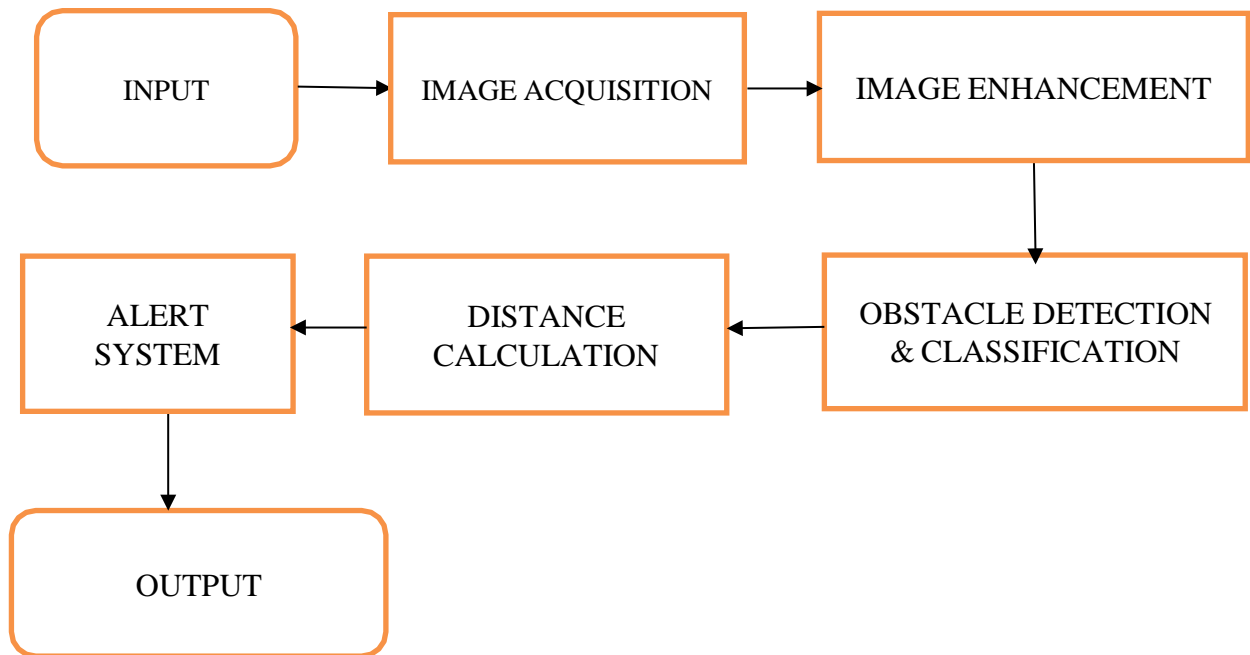 INPUT
IMAGE ACQUISITION
IMAGE ENHANCEMENT
OBSTACLE DETECTION
& CLASSIFICATION
DISTANCE
CALCULATION
ALERT
SYSTEM
OUTPUT